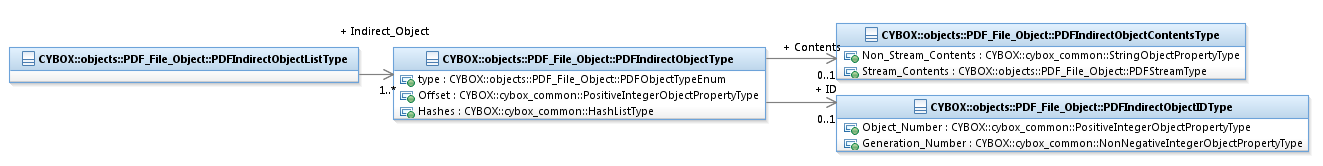 + Indirect_Object
CYBOX::objects::PDF_File_Object::PDFIndirectObjectListType
1..*
CYBOX::objects::PDF_File_Object::PDFIndirectObjectType
type : CYBOX::objects::PDF_File_Object::PDFObjectTypeEnum
Offset : CYBOX::cybox_common::PositiveIntegerObjectPropertyType
Hashes : CYBOX::cybox_common::HashListType
+ Contents
0..1
CYBOX::objects::PDF_File_Object::PDFIndirectObjectContentsType
Non_Stream_Contents : CYBOX::cybox_common::StringObjectPropertyType
Stream_Contents : CYBOX::objects::PDF_File_Object::PDFStreamType
+ ID
0..1
CYBOX::objects::PDF_File_Object::PDFIndirectObjectIDType
Object_Number : CYBOX::cybox_common::PositiveIntegerObjectPropertyType
Generation_Number : CYBOX::cybox_common::NonNegativeIntegerObjectPropertyType